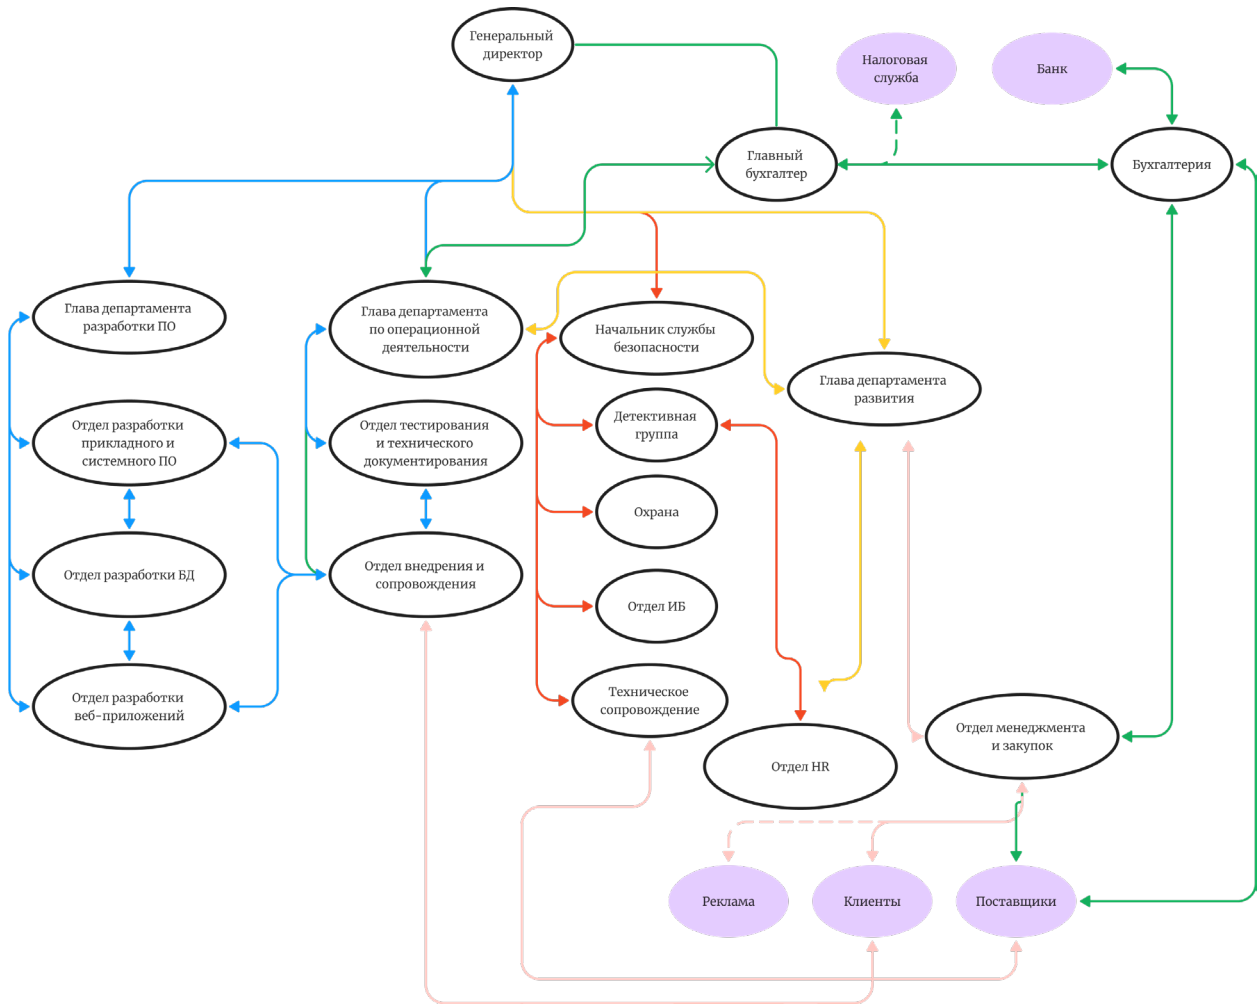 Генеральный
директор
Налоговая
служба
Банк
Главный
бухгалтер
Бухгалтерия
Глава департамента
разработки ПО
Глава департамента
по операционной
деятельности
Начальник службы
безопасности
Глава департамента
развития
Отдел разработки
прикладного и
системного ПО
Отдел тестирования
и технического
документирования
Детективная
группа
Охрана
Отдел разработки БД
Отдел внедрения и
сопровождения
Отдел ИБ
Отдел разработки
веб-приложений
Техническое
сопровождение
Отдел HR
Отдел менеджмента
и закупок
Реклама
Клиенты
Поставщики